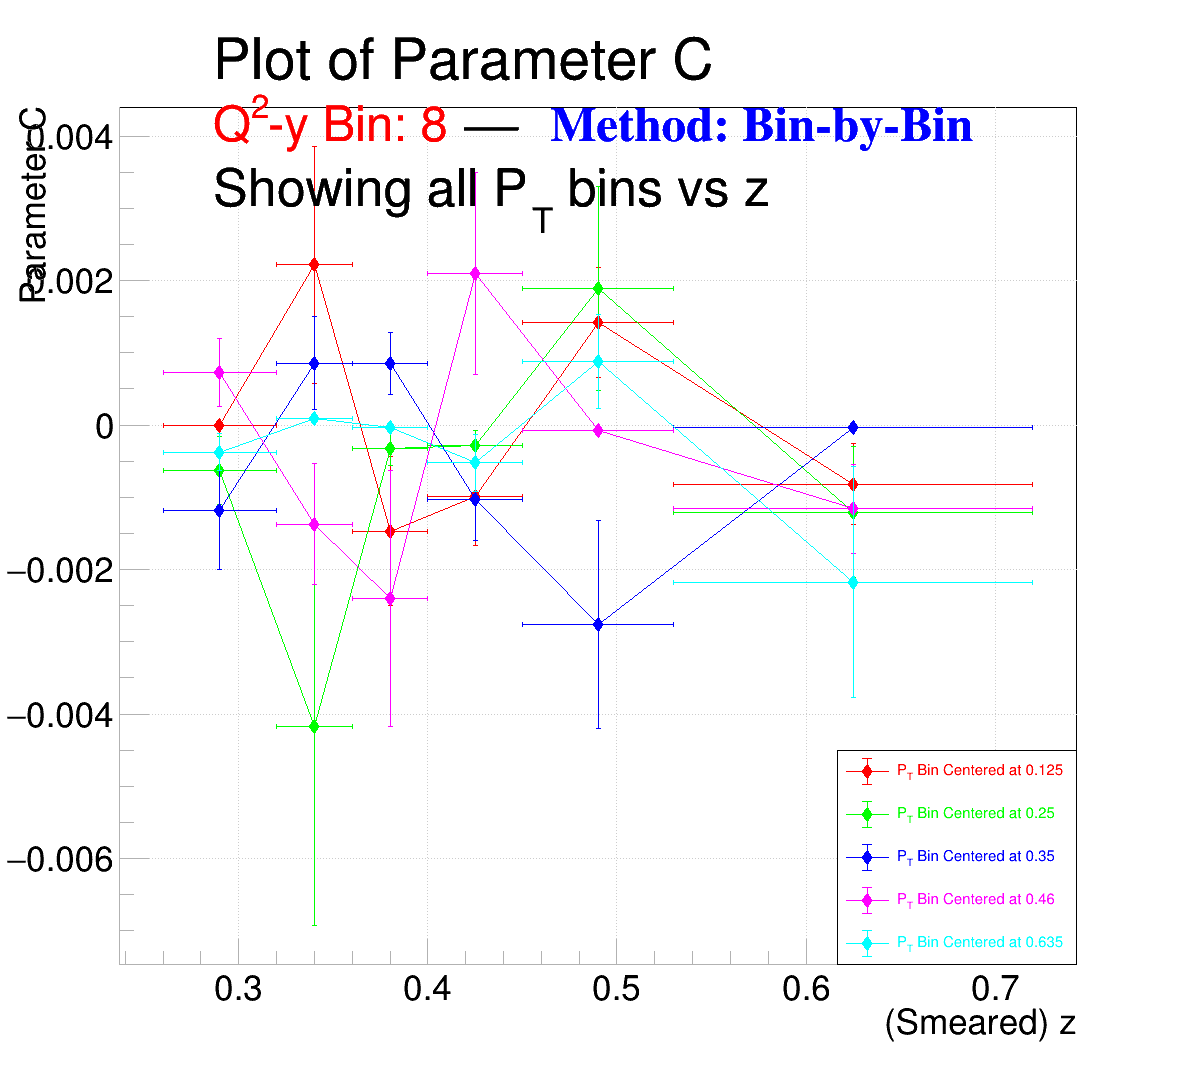 Plot of Parameter C
Q2-y Bin: 8 — Method: Bin-by-Bin
Showing all PT bins vs z
Parameter C
0.004
0.002
0
−0.002
−0.004
−0.006
0.3 0.4 0.5 0.6 0.7
(Smeared) z
PT Bin Centered at 0.125
PT Bin Centered at 0.25
PT Bin Centered at 0.35
PT Bin Centered at 0.46
PT Bin Centered at 0.635